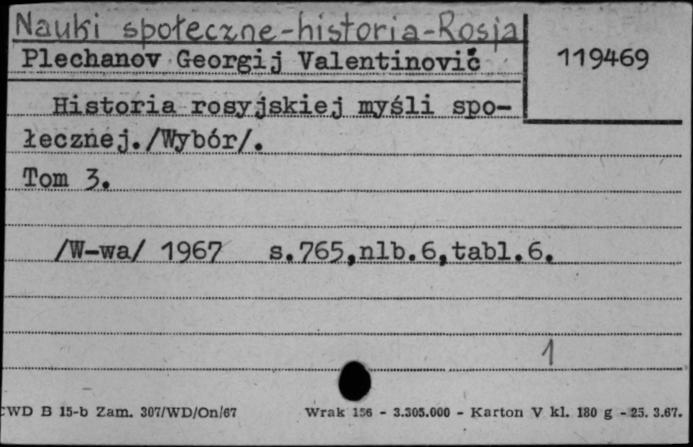 Nauki społeczne-historia-Rosja
119469
Plechanov Georgij Valentinovič
Historia rosyjskiej myśli spo-
łecznej./Wybór/.
Tom 3.
/W-wa/ 1967 s.765,nlb.6,tabl.6.
1
CWD B 15-b Zam. 307/WD/On/67 Wrak 156 - 3.305.000 - Karton V kl. 180 g - 25. 3.67.